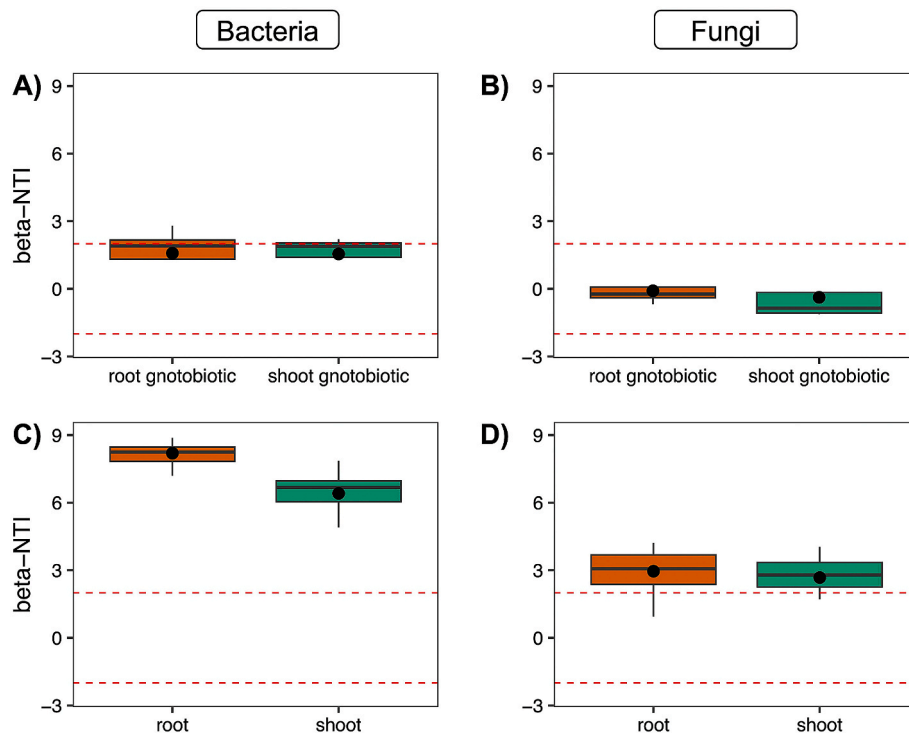 Bacteria
Fungi
A)
9
6
3
0
−3
beta−NTI
root gnotobiotic
shoot gnotobiotic
B)
9
6
3
0
−3
root gnotobiotic
shoot gnotobiotic
C)
9
6
3
0
−3
beta−NTI
root
shoot
D)
9
6
3
0
−3
root
shoot